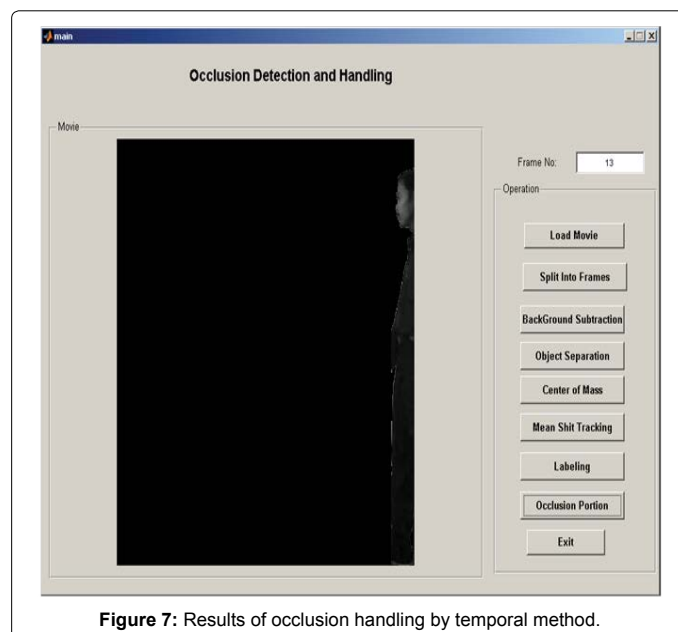 main
Occlusion Detection and Handling
Movie
Frame No: 13
Operation
Load Movie
Split Into Frames
BackGround Subtraction
Object Separation
Center of Mass
Mean Shit Tracking
Labeling
Occlusion Portion
Exit
Figure 7: Results of occlusion handling by temporal method.